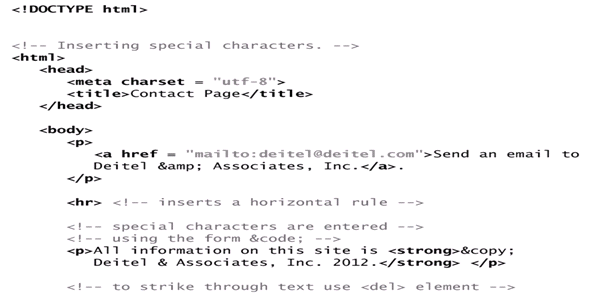 <!DOCTYPE html>
<!-- Inserting special characters. -->
<html>
<head>
<meta charset = "utf-8">
<title>Contact Page</title>
</head>
<body>
<p>
<a href = "mailto:deitel@deitel.com">Send an email to
Deitel &amp; Associates, Inc.</a>.
</p>
<hr> <!-- inserts a horizontal rule -->
<!-- special characters are entered -->
<!-- using the form &code; -->
<p>All information on this site is <strong>&copy;
Deitel & Associates, Inc. 2012.</strong> </p>
<!-- to strike through text use <del> element -->